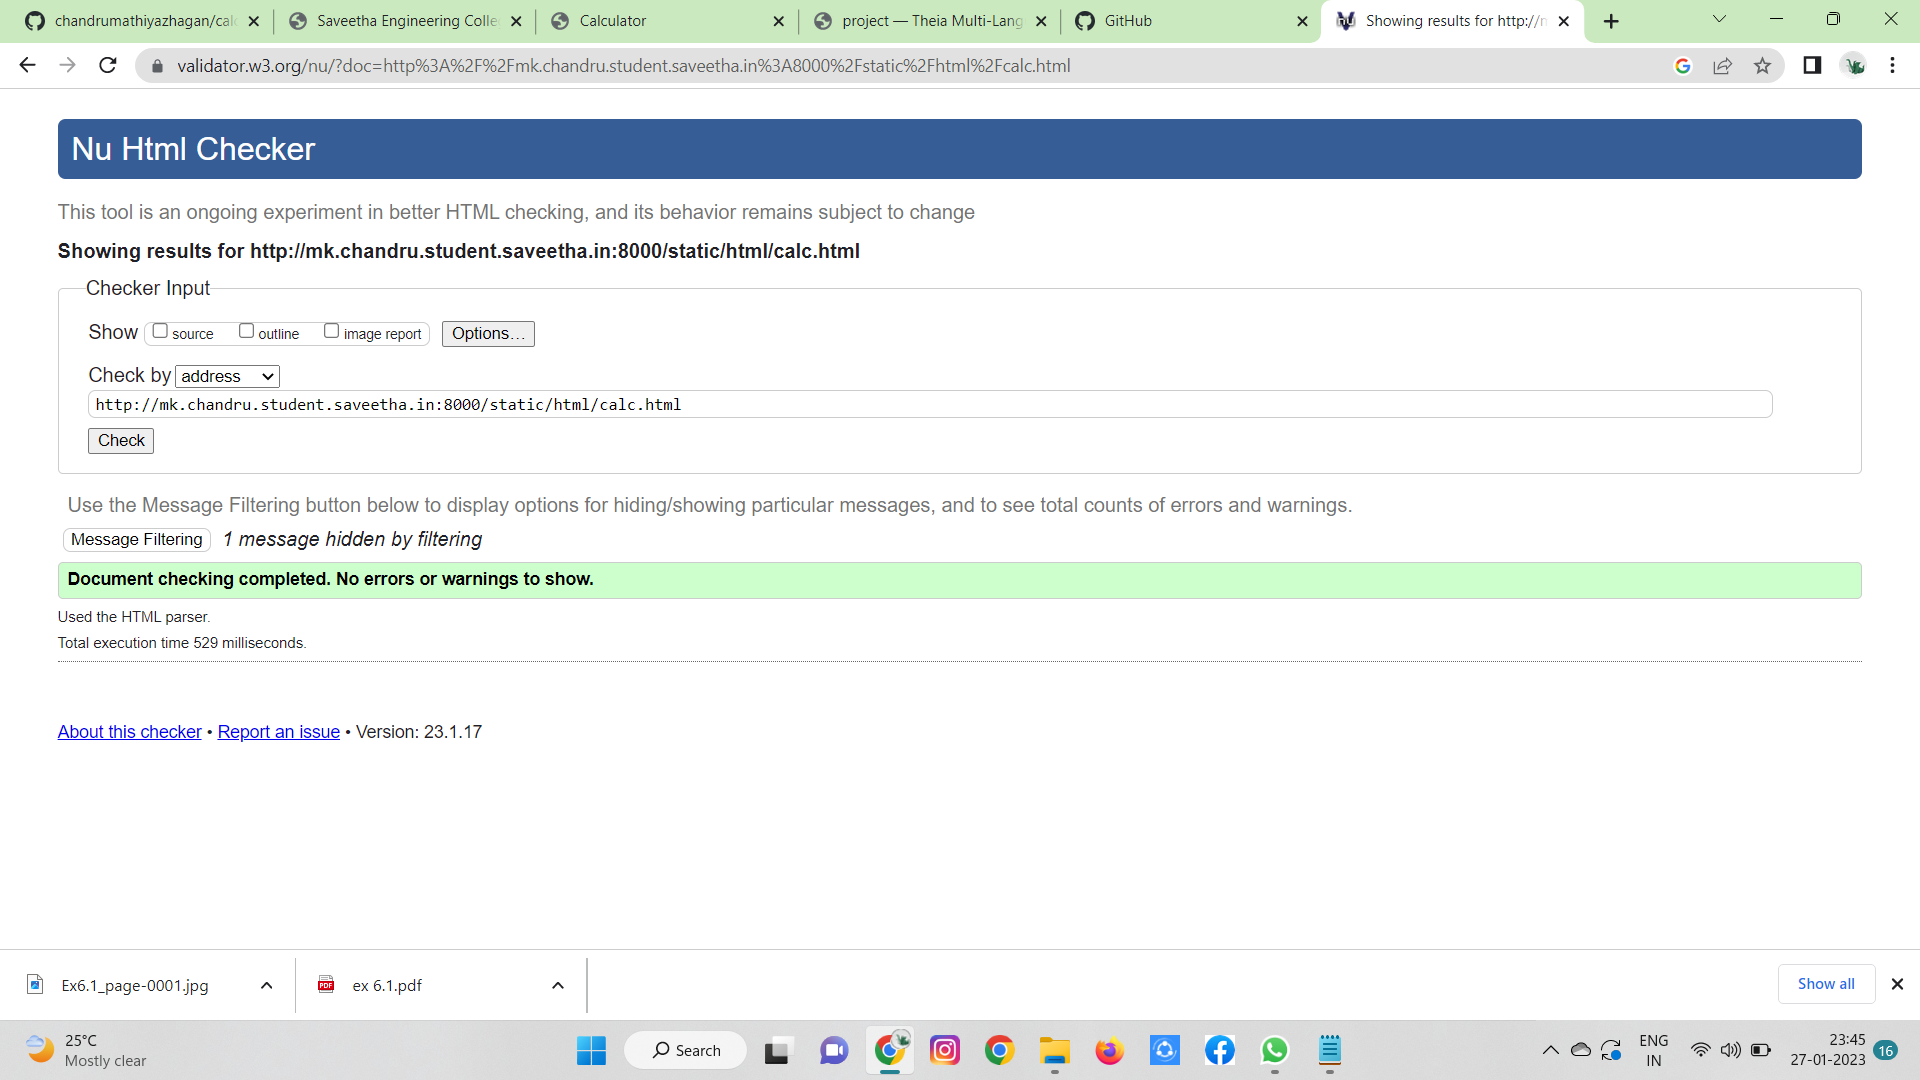 chandrumathiyazhagan/calc
Saveetha Engineering Colle
Calculator
project — Theia Multi-Lang
GitHub
Showing results for http://m
validator.w3.org/nu/?doc=http%3A%2F%2Fmk.chandru.student.saveetha.in%3A8000%2Fstatic%2Fhtml%2Fcalc.html
Nu Html Checker
This tool is an ongoing experiment in better HTML checking, and its behavior remains subject to change
Showing results for http://mk.chandru.student.saveetha.in:8000/static/html/calc.html
Checker Input
Show source outline image report Options...
Check by address
http://mk.chandru.student.saveetha.in:8000/static/html/calc.html
Check
Use the Message Filtering button below to display options for hiding/showing particular messages, and to see total counts of errors and warnings.
Message Filtering 1 message hidden by filtering
Document checking completed. No errors or warnings to show.
Used the HTML parser.
Total execution time 529 milliseconds.
About this checker • Report an issue • Version: 23.1.17
Ex6.1_page-0001.jpg
PDF
ex 6.1.pdf
Show all
25°C
Mostly clear
Search
ENG
IN
23:45
27-01-2023
16